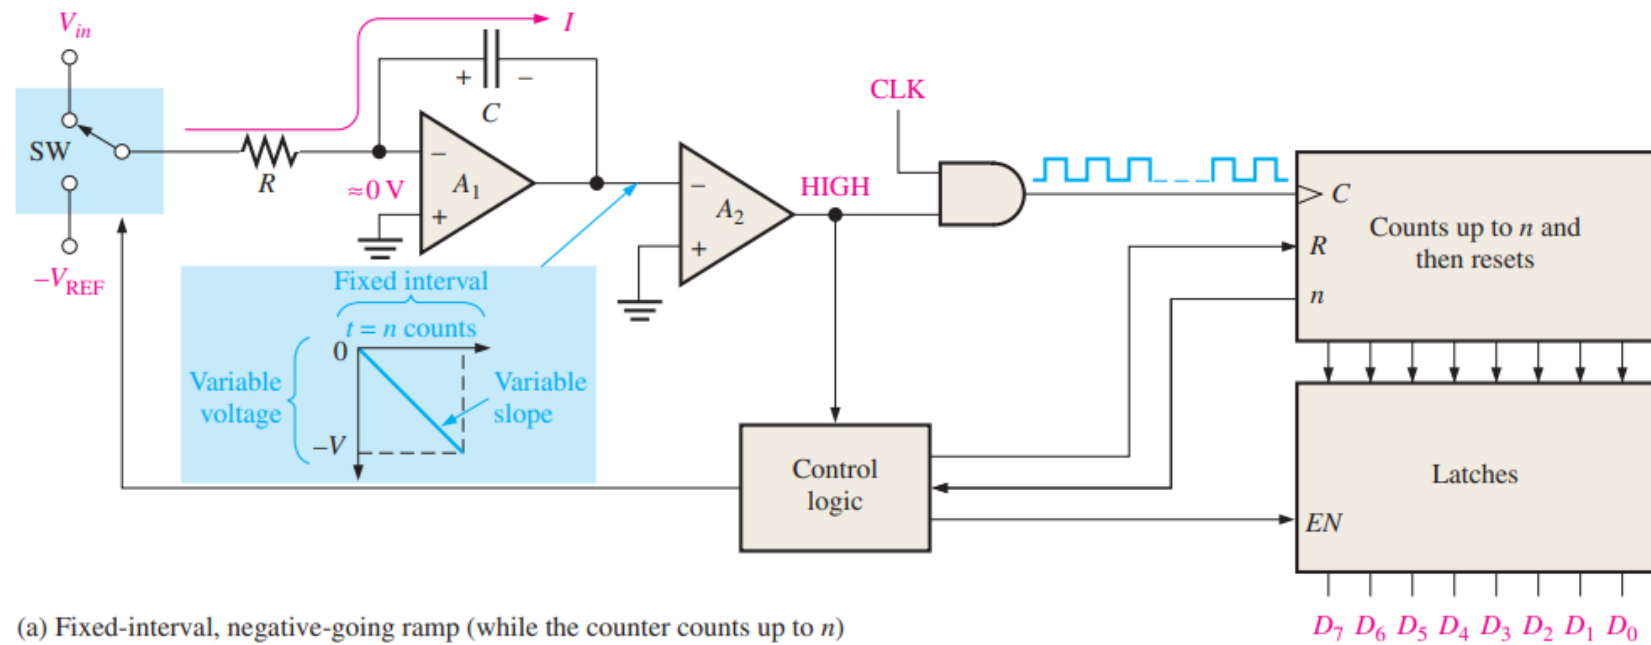 V_in
I
+ −
C
CLK
SW
R
≈0 V
−
A_1
+
−
A_2
+
HIGH
C
R
n
Counts up to n and
then resets
−V_REF
Fixed interval
t = n counts
0
Variable
voltage
Variable
slope
−V
Control
logic
Latches
EN
(a) Fixed-interval, negative-going ramp (while the counter counts up to n)
D_7 D_6 D_5 D_4 D_3 D_2 D_1 D_0